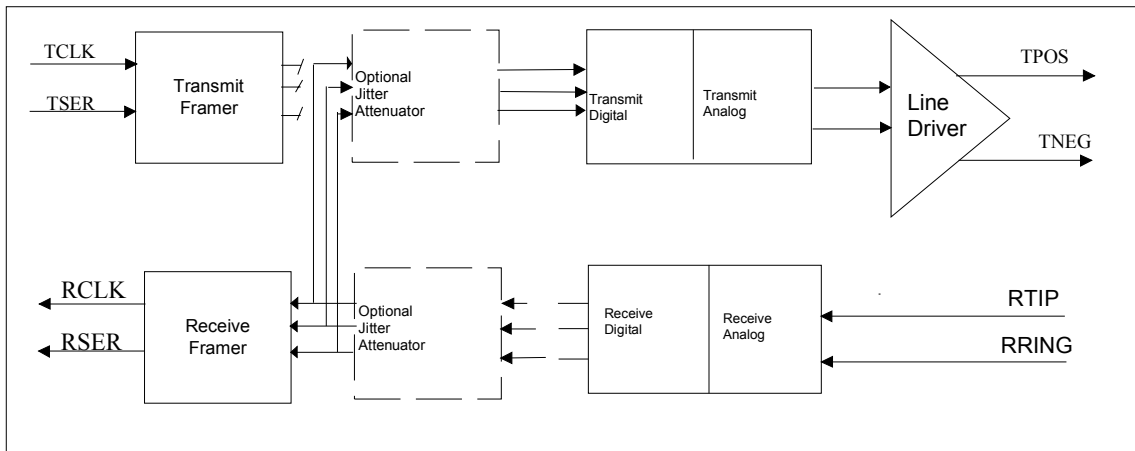 TCLK
TSER
Transmit
Framer
Optional
Jitter
Attenuator
Transmit
Digital
Transmit
Analog
Line
Driver
TPOS
TNEG
RCLK
RSER
Receive
Framer
Optional
Jitter
Attenuator
Receive
Digital
Receive
Analog
RTIP
RRING